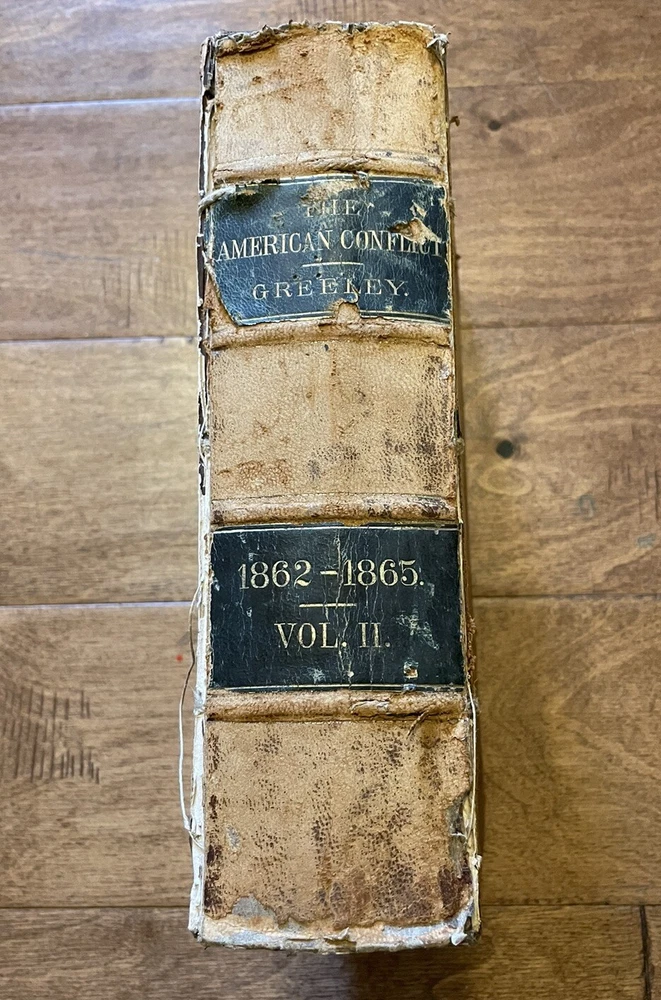 THE
AMERICAN CONFLICT
GREELEY.
1862-1865.
VOL. II.